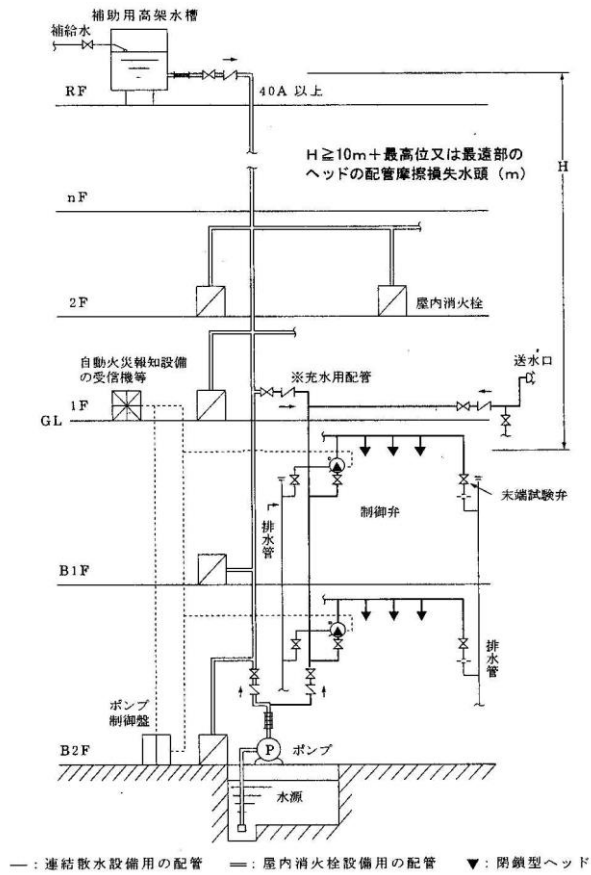 補助用高架水槽
補給水
RF
40A 以上
H≧10m+最高位又は最遠部の
ヘッドの配管摩擦損失水頭（m）
H
nF
2F
屋内消火栓
自動火災報知設備
の受信機等
※充水用配管
送水口
1F
GL
制御弁
末端試験弁
排水管
B1F
排水管
ポンプ
制御盤
B2F
P
ポンプ
水源
―：連結散水設備用の配管 ═：屋内消火栓設備用の配管 ▼：閉鎖型ヘッド